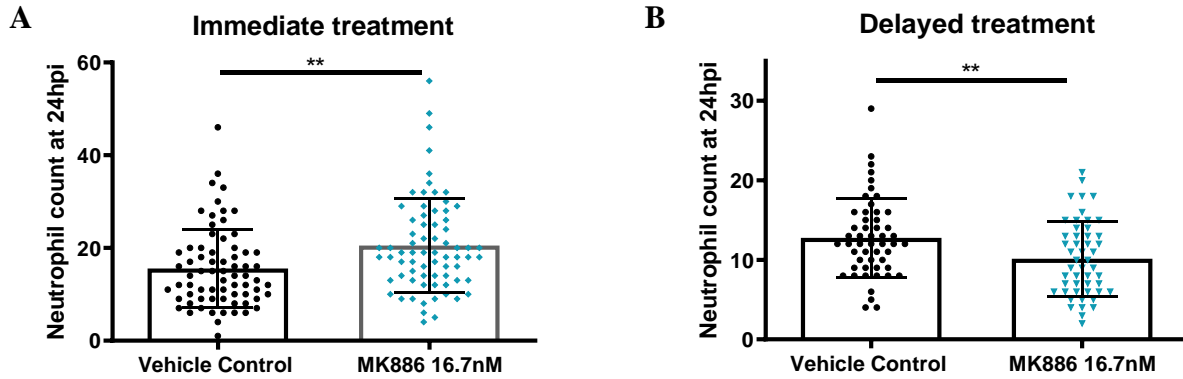 A
Immediate treatment
Neutrophil count at 24hpi
60
40
20
0
**
Vehicle Control
MK886 16.7nM
B
Delayed treatment
Neutrophil count at 24hpi
30
20
10
0
**
Vehicle Control
MK886 16.7nM